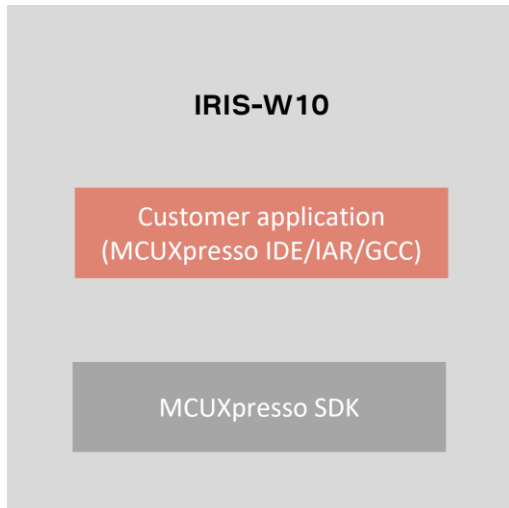 IRIS-W10
Customer application
(MCUXpresso IDE/IAR/GCC)
MCUXpresso SDK